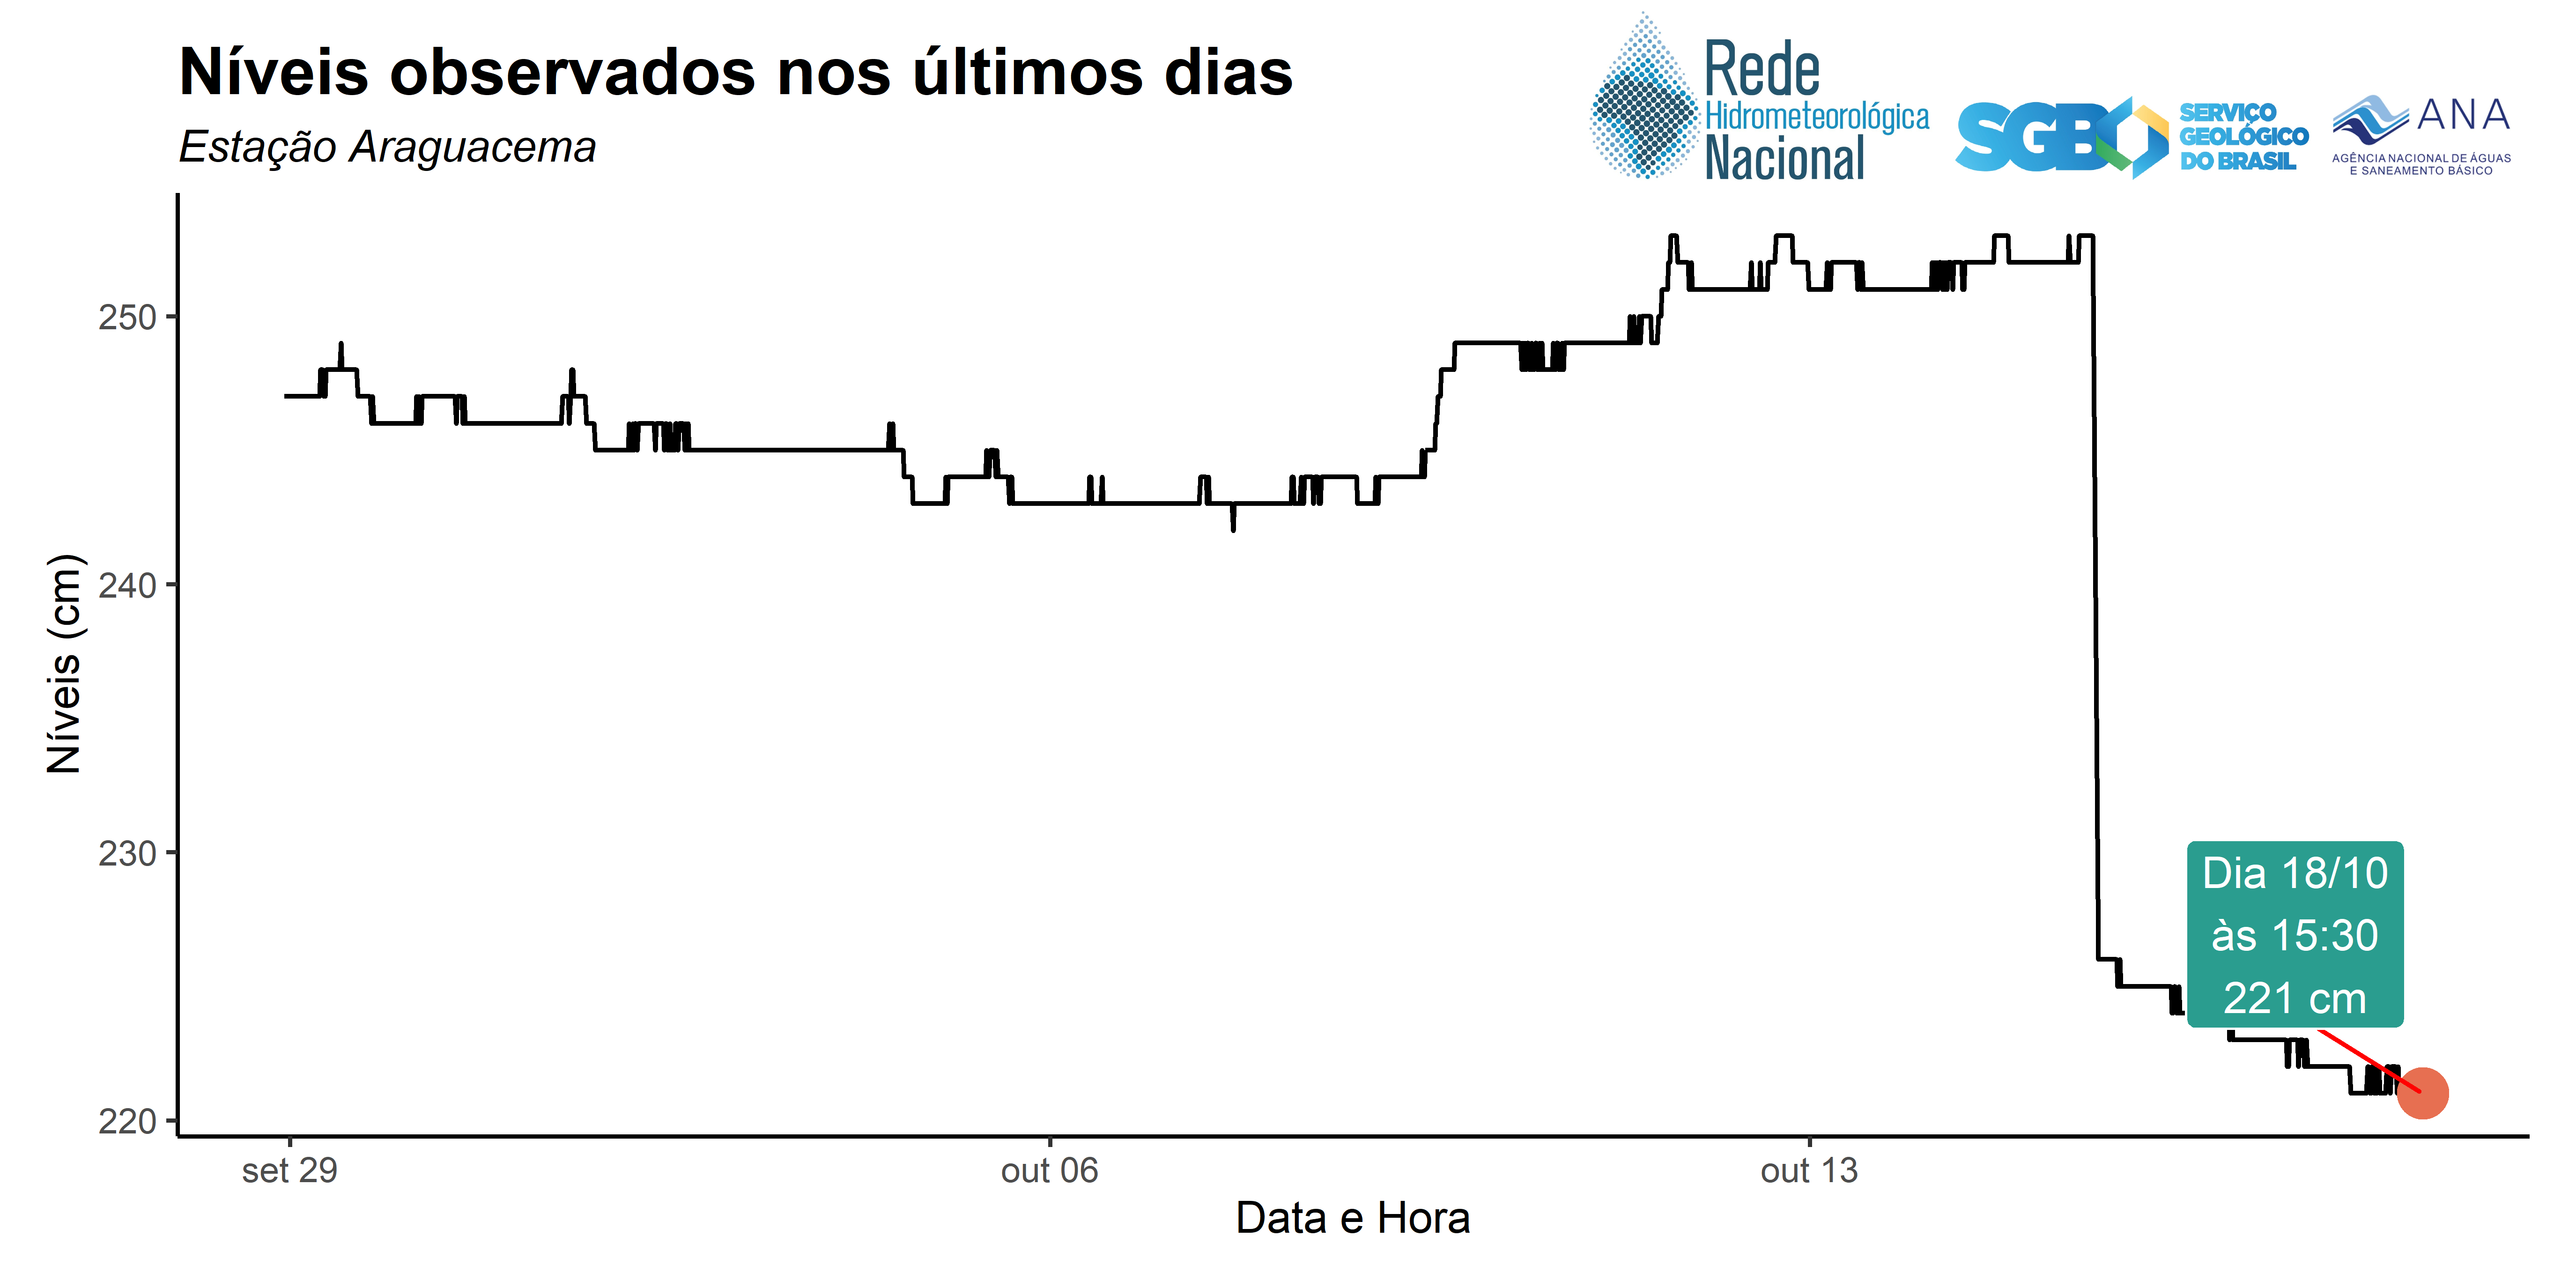 Níveis observados nos últimos dias
Estação Araguacema
Rede
Hidrometeorológica
Nacional
SGB
SERVIÇO
GEOLÓGICO
DO BRASIL
ANA
AGÊNCIA NACIONAL DE ÁGUAS
E SANEAMENTO BÁSICO
Níveis (cm)
250
240
230
220
Dia 18/10
às 15:30
221 cm
set 29
out 06
out 13
Data e Hora